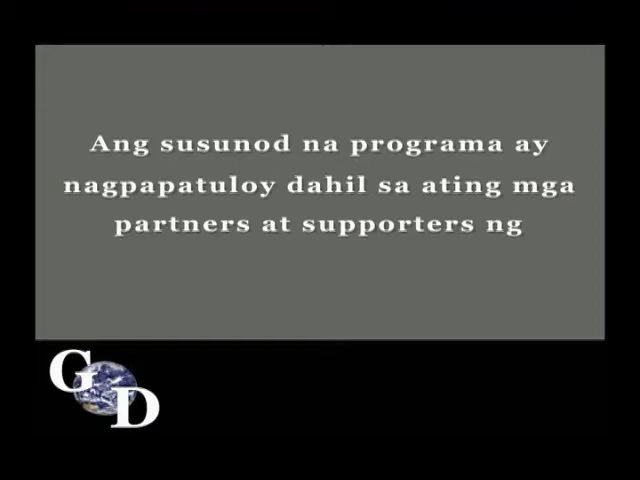 Ang susunod na programa ay
nagpapatuloy dahil sa ating mga
partners at supporters ng
G
D